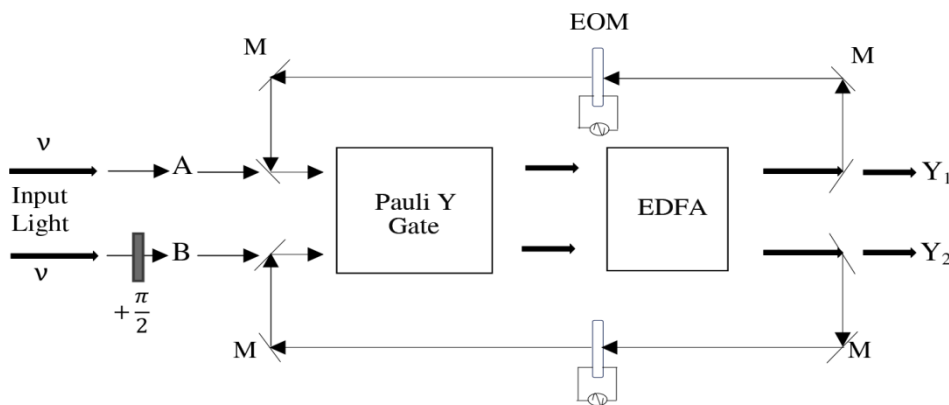 EOM
M
M
ν
A
Input
Light
Pauli Y
Gate
EDFA
Y₁
ν
B
Y₂
+ π/2
M
M